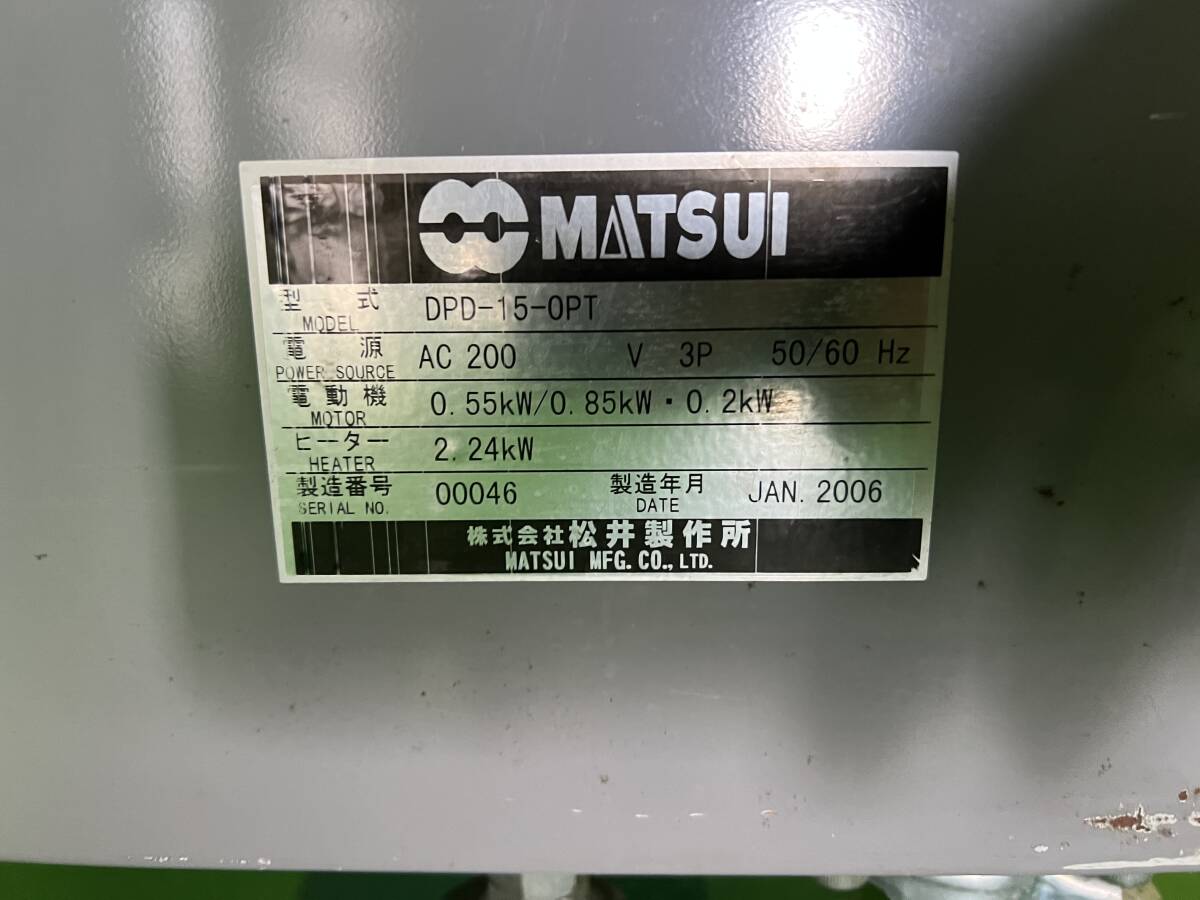 MATSUI
型 式 DPD-15-OPT
MODEL
電 源 AC 200 V 3P 50/60 Hz
POWER SOURCE
電動機 0.55kW/0.85kW・0.2kW
MOTOR
ヒーター 2.24kW
HEATER
製造番号 00046 製造年月 JAN. 2006
SERIAL NO. DATE
株式会社 松井製作所
MATSUI MFG. CO., LTD.